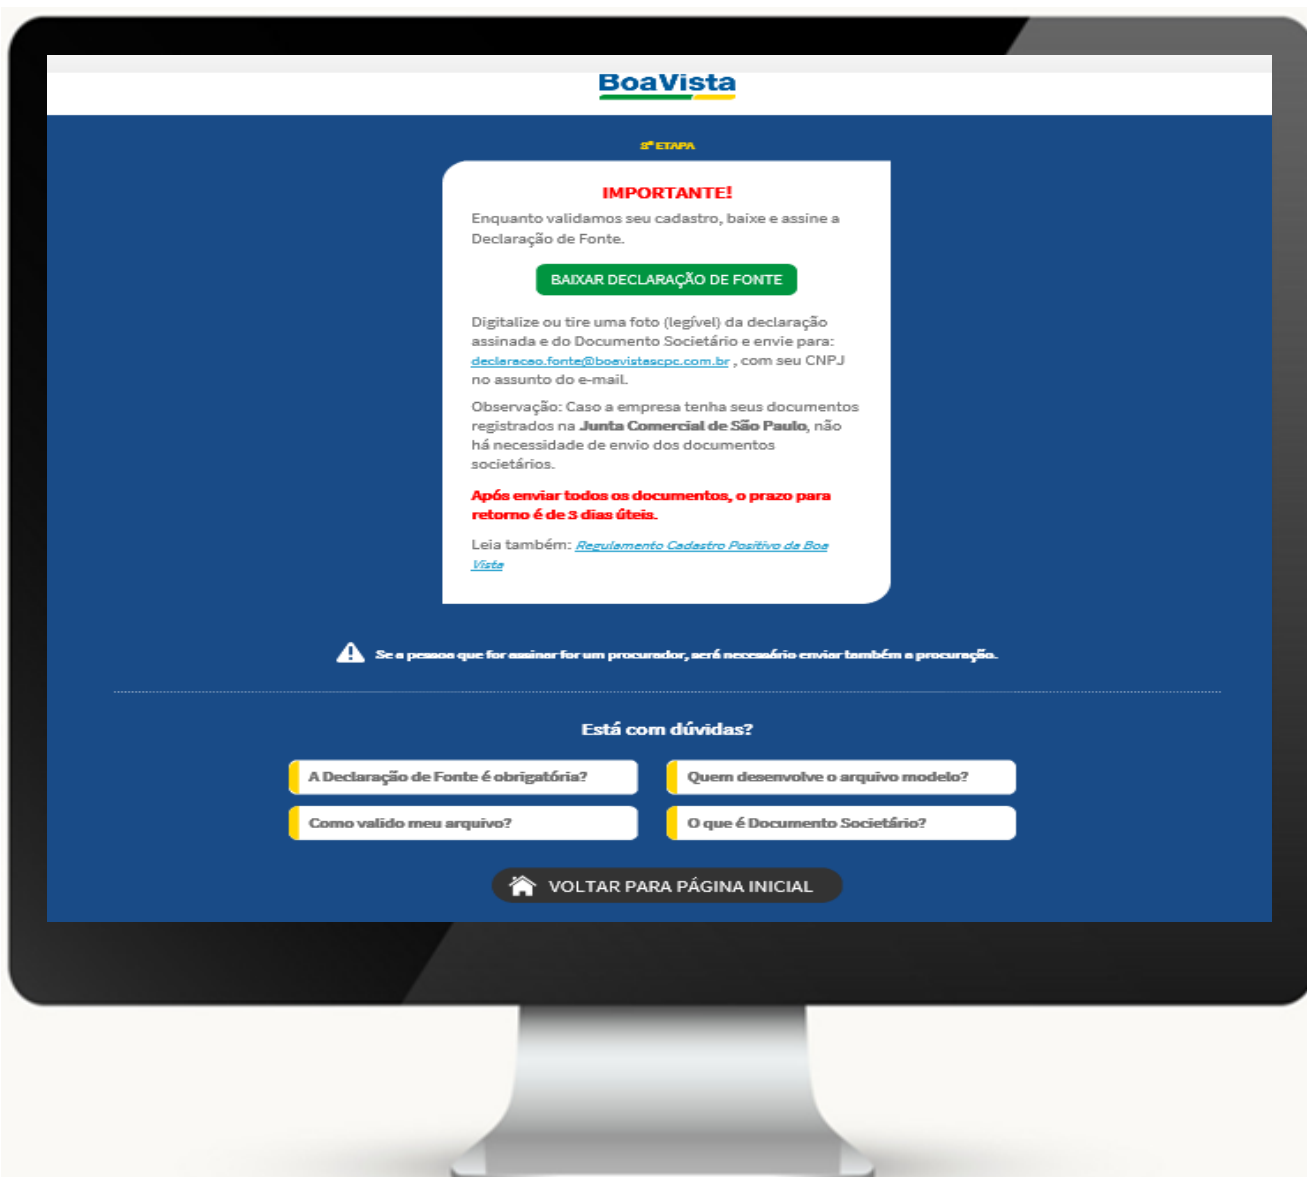 BoaVista
8ª ETAPA
IMPORTANTE!
Enquanto validamos seu cadastro, baixe e assine a
Declaração de Fonte.
BAIXAR DECLARAÇÃO DE FONTE
Digitalize ou tire uma foto (legível) da declaração
assinada e do Documento Societário e envie para:
declaracao.fonte@boavistascpc.com.br , com seu CNPJ
no assunto do e-mail.
Observação: Caso a empresa tenha seus documentos
registrados na Junta Comercial de São Paulo, não
há necessidade de envio dos documentos
societários.
Após enviar todos os documentos, o prazo para
retorno é de 3 dias úteis.
Leia também: Regulamento Cadastro Positivo da Boa
Vista
Se a pessoa que for assinar for um procurador, será necessário enviar também a procuração.
Está com dúvidas?
A Declaração de Fonte é obrigatória?
Quem desenvolve o arquivo modelo?
Como valido meu arquivo?
O que é Documento Societário?
VOLTAR PARA PÁGINA INICIAL